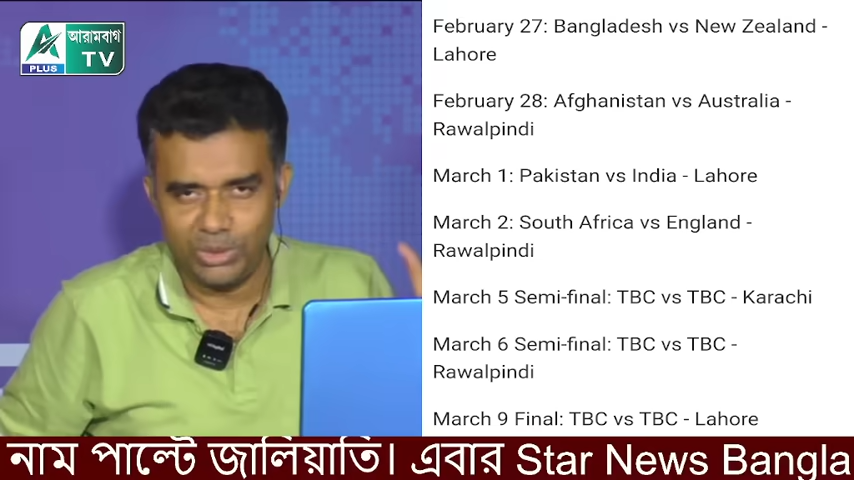 আরামবাগ
TV
PLUS
February 27: Bangladesh vs New Zealand -
Lahore
February 28: Afghanistan vs Australia -
Rawalpindi
March 1: Pakistan vs India - Lahore
March 2: South Africa vs England -
Rawalpindi
March 5 Semi-final: TBC vs TBC - Karachi
March 6 Semi-final: TBC vs TBC -
Rawalpindi
March 9 Final: TBC vs TBC - Lahore
নাম পাল্টে জালিয়াতি। এবার Star News Bangla